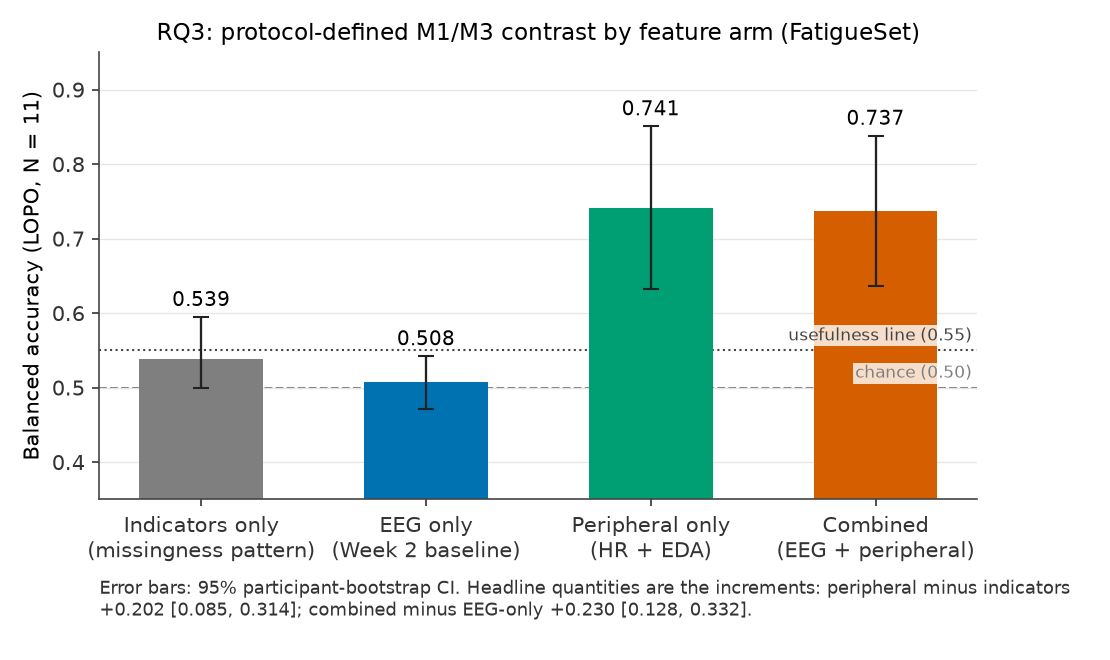 RQ3: protocol-defined M1/M3 contrast by feature arm (FatigueSet)
Balanced accuracy (LOPO, N = 11)
0.9
0.8
0.7
0.6
0.5
0.4
0.539
0.508
0.741
0.737
usefulness line (0.55)
chance (0.50)
Indicators only
(missingness pattern)
EEG only
(Week 2 baseline)
Peripheral only
(HR + EDA)
Combined
(EEG + peripheral)
Error bars: 95% participant-bootstrap CI. Headline quantities are the increments: peripheral minus indicators
+0.202 [0.085, 0.314]; combined minus EEG-only +0.230 [0.128, 0.332].